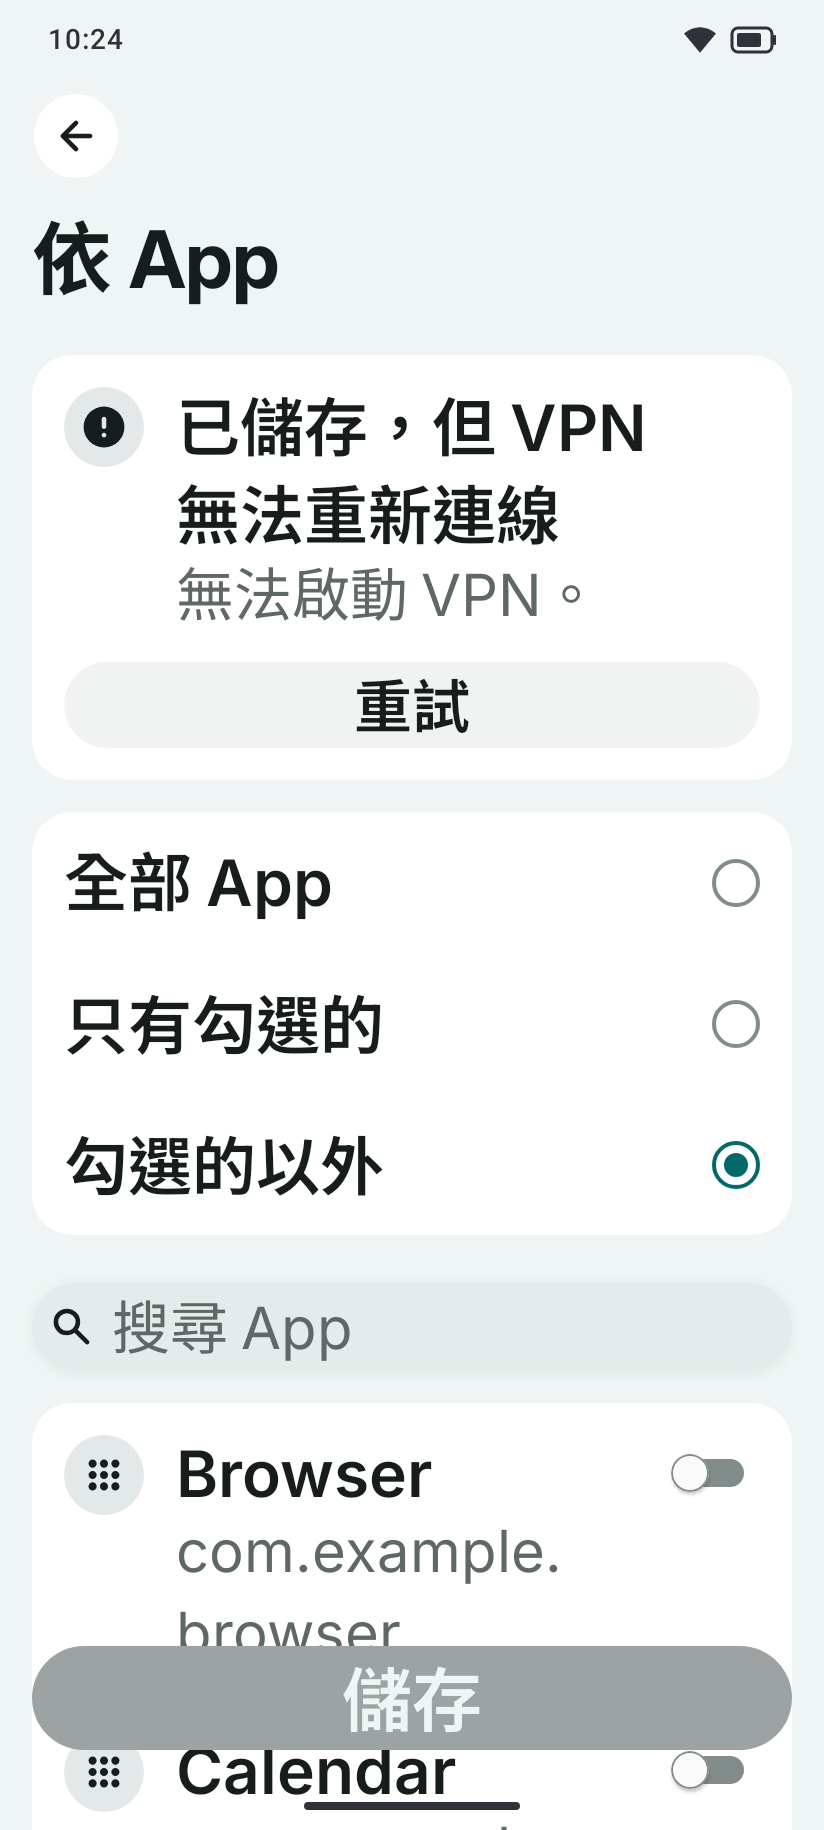 10:24
依 App
已儲存，但 VPN
無法重新連線
無法啟動 VPN。
重試
全部 App
只有勾選的
勾選的以外
搜尋 App
Browser
com.example.
browser
儲存
Calendar